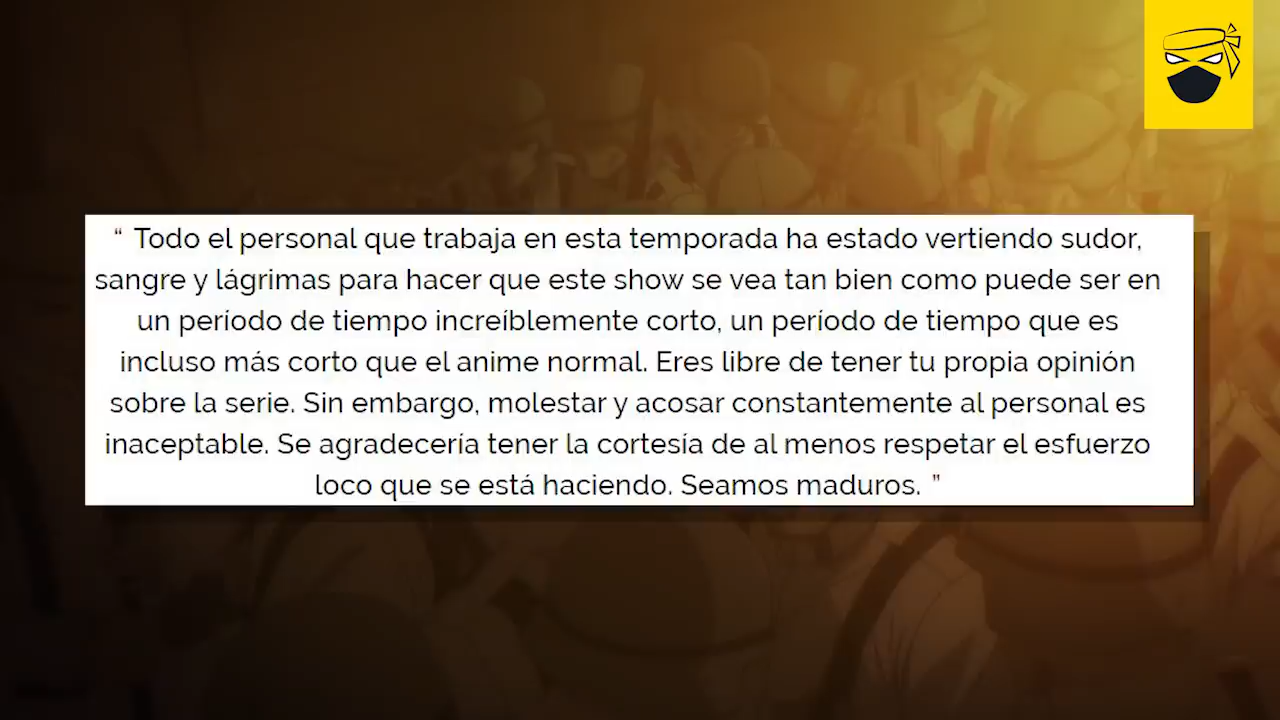 “ Todo el personal que trabaja en esta temporada ha estado vertiendo sudor,
sangre y lágrimas para hacer que este show se vea tan bien como puede ser en
un período de tiempo increíblemente corto, un período de tiempo que es
incluso más corto que el anime normal. Eres libre de tener tu propia opinión
sobre la serie. Sin embargo, molestar y acosar constantemente al personal es
inaceptable. Se agradecería tener la cortesía de al menos respetar el esfuerzo
loco que se está haciendo. Seamos maduros. ”